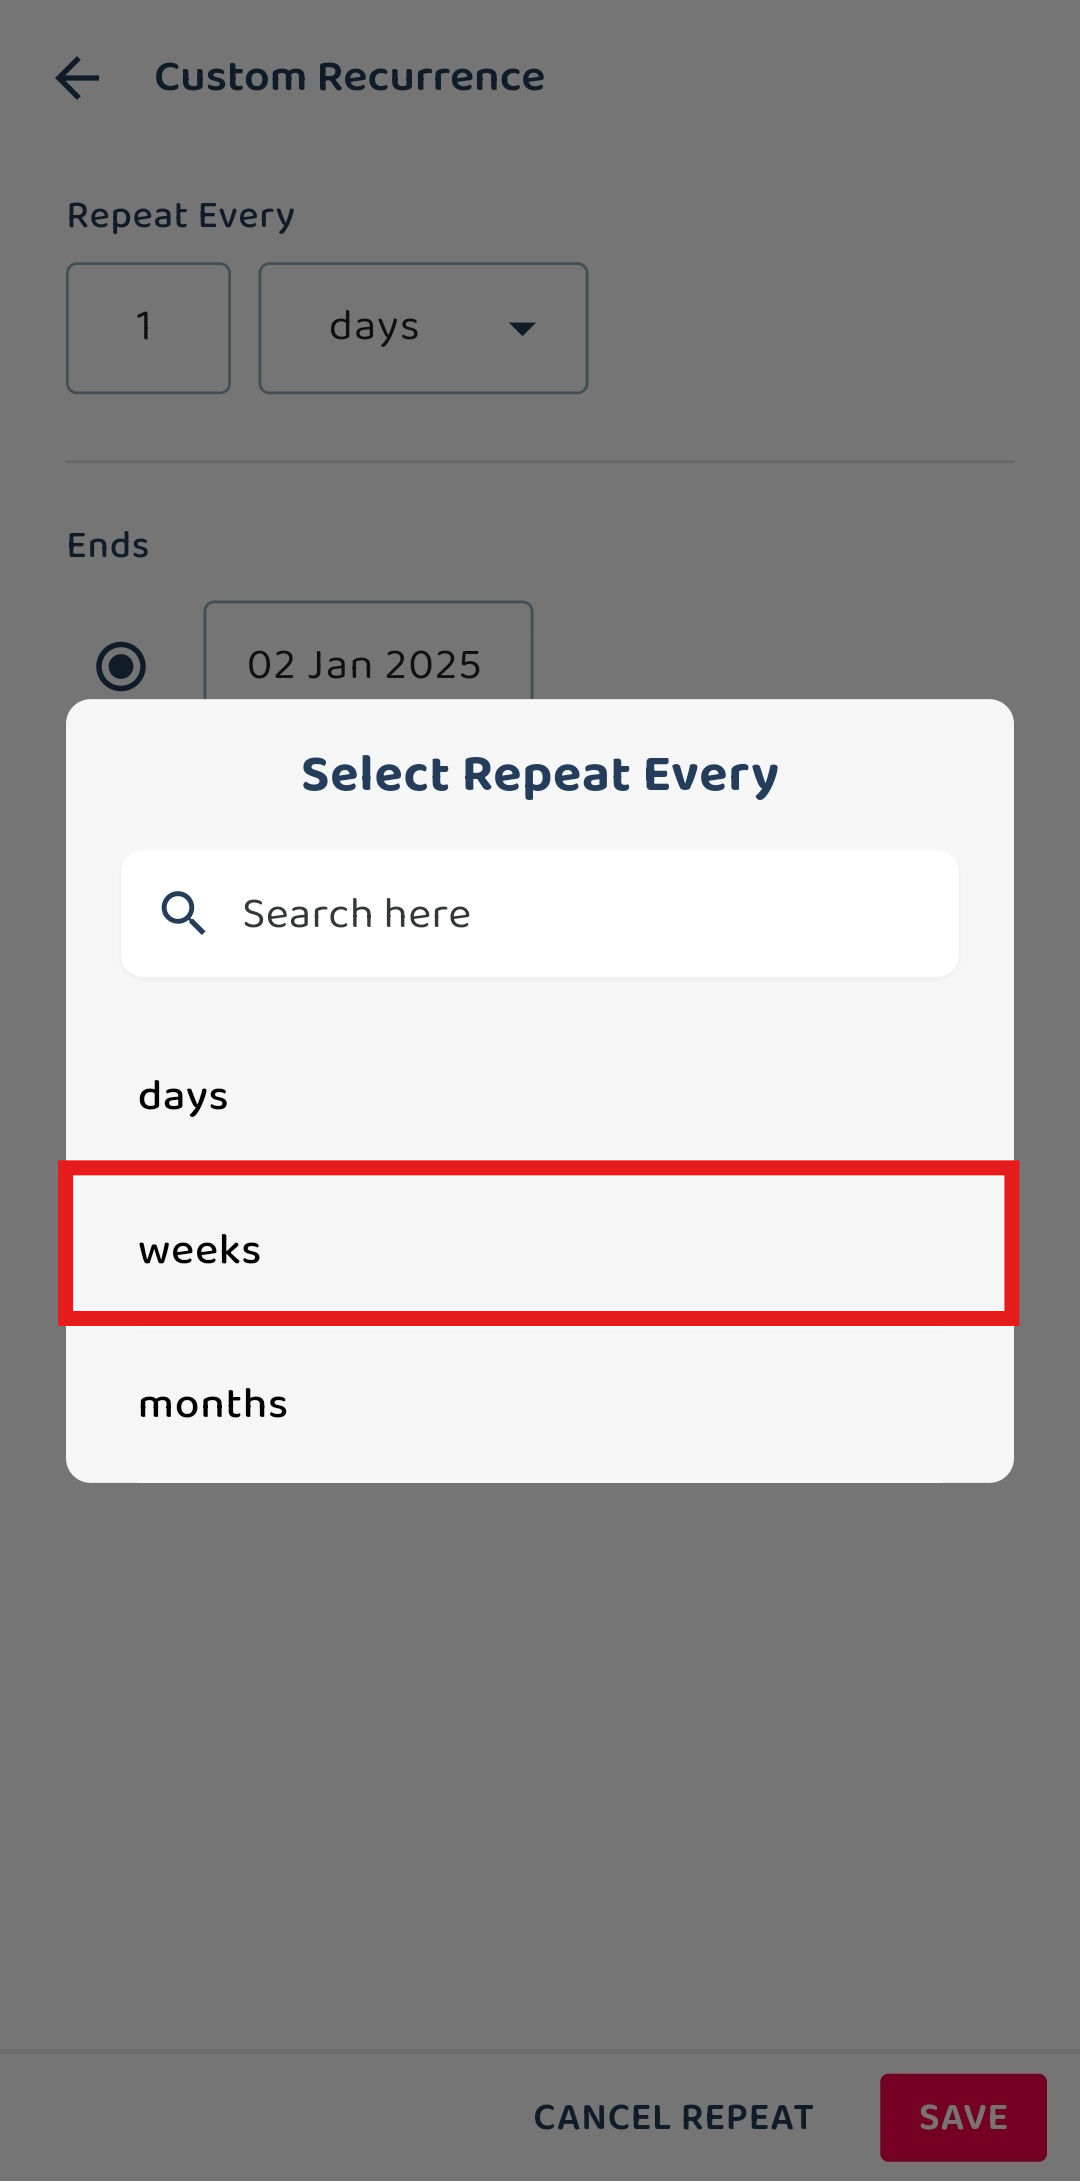 Custom Recurrence
Repeat Every
1 days
Ends
02 Jan 2025
Select Repeat Every
Search here
days
weeks
months
CANCEL REPEAT SAVE